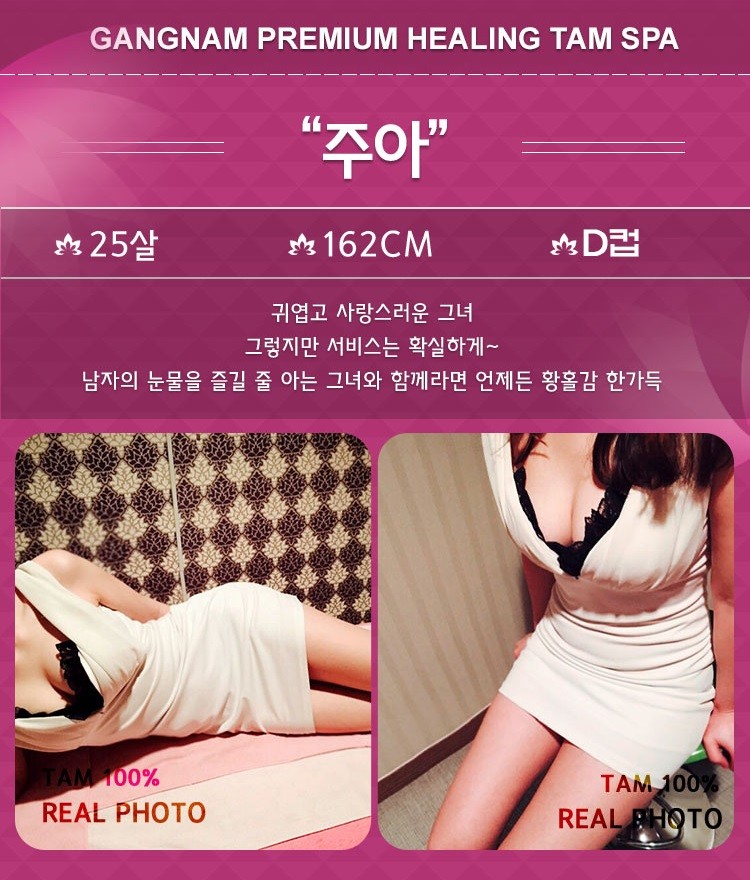 GANGNAM PREMIUM HEALING TAM SPA
“주아”
25살 162CM D컵
귀엽고 사랑스러운 그녀
그렇지만 서비스는 확실하게~
남자의 눈물을 즐길 줄 아는 그녀와 함께라면 언제든 황홀감 한가득
TAM 100%
REAL PHOTO
TAM 100%
REAL PHOTO